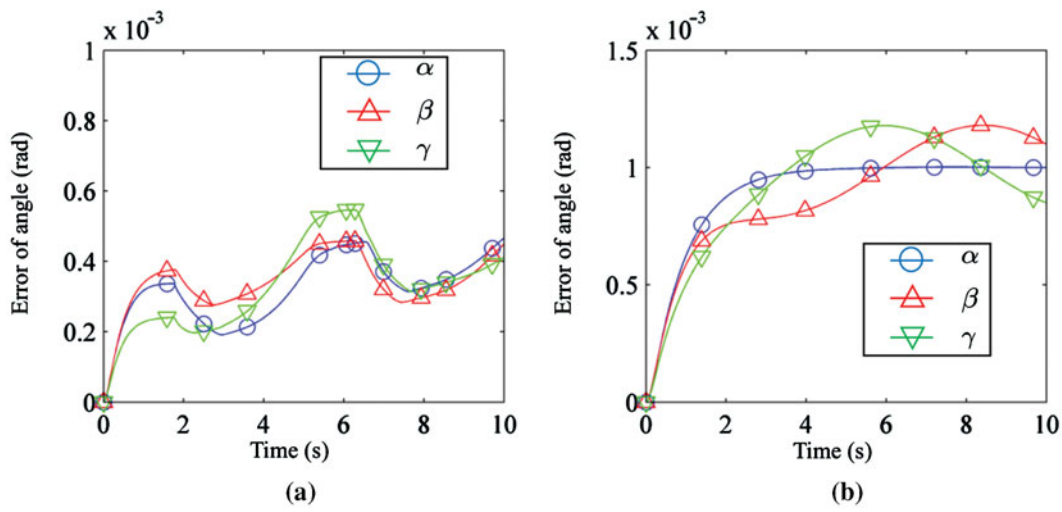 x 10⁻³
1
0.8
0.6
0.4
0.2
0
Error of angle (rad)
α
β
γ
0 2 4 6 8 10
Time (s)
(a)
x 10⁻³
1.5
1
0.5
0
Error of angle (rad)
α
β
γ
0 2 4 6 8 10
Time (s)
(b)